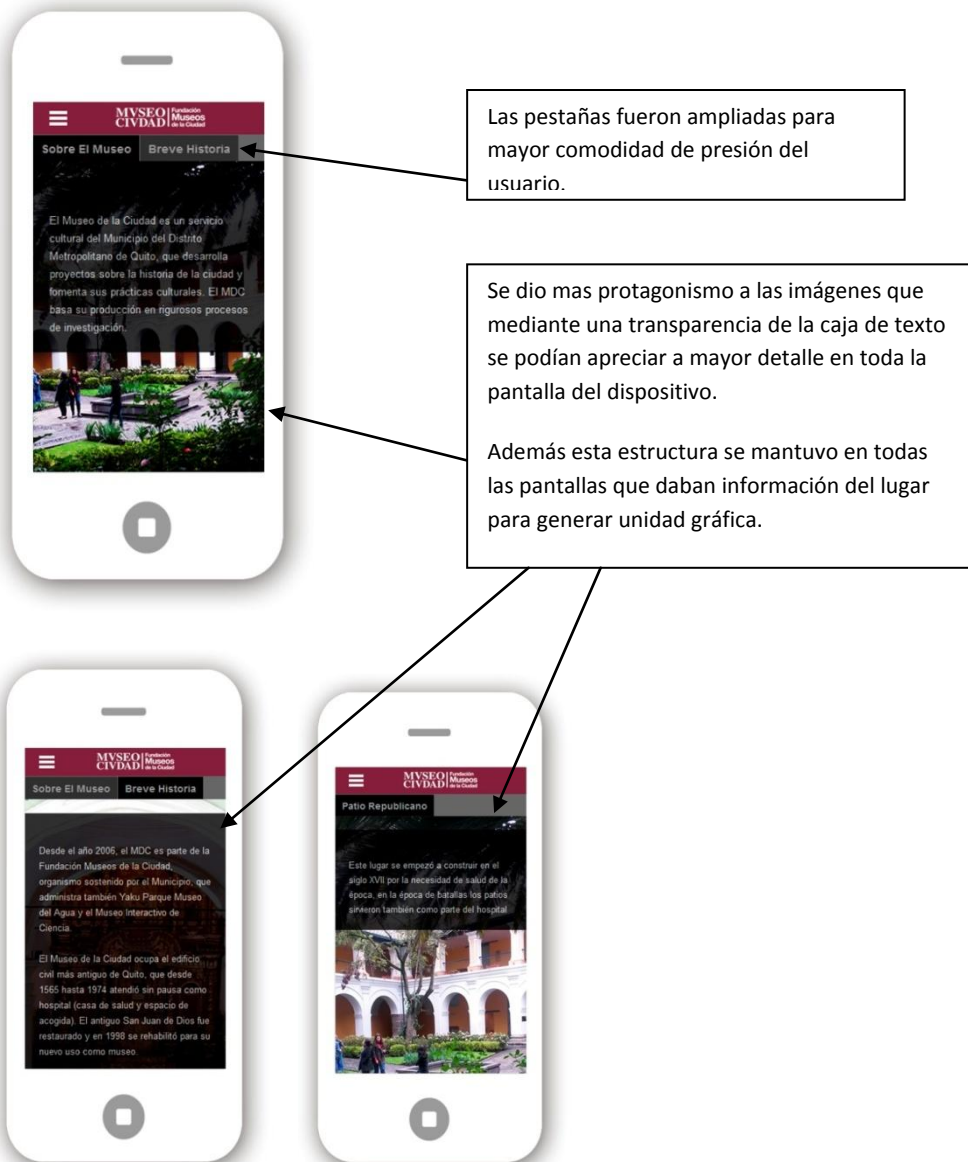 MVSEO
CIVDAD
Fundación
Museos
de la Ciudad
Sobre El Museo Breve Historia
El Museo de la Ciudad es un servicio
cultural del Municipio del Distrito
Metropolitano de Quito, que desarrolla
proyectos sobre la historia de la ciudad y
fomenta sus prácticas culturales. El MDC
basa su producción en rigurosos procesos
de investigación.
Las pestañas fueron ampliadas para
mayor comodidad de presión del
usuario.
Se dio mas protagonismo a las imágenes que
mediante una transparencia de la caja de texto
se podían apreciar a mayor detalle en toda la
pantalla del dispositivo.
Además esta estructura se mantuvo en todas
las pantallas que daban información del lugar
para generar unidad gráfica.
MVSEO
CIVDAD
Fundación
Museos
de la Ciudad
Sobre El Museo Breve Historia
Desde el año 2006, el MDC es parte de la
Fundación Museos de la Ciudad,
organismo sostenido por el Municipio, que
administra también Yaku Parque Museo
del Agua y el Museo Interactivo de
Ciencia.
El Museo de la Ciudad ocupa el edificio
civil más antiguo de Quito, que desde
1565 hasta 1974 atendió sin pausa como
hospital (casa de salud y espacio de
acogida). El antiguo San Juan de Dios fue
restaurado y en 1998 se rehabilitó para su
nuevo uso como museo.
MVSEO
CIVDAD
Fundación
Museos
de la Ciudad
Patio Republicano
Este lugar se empezó a construir en el
siglo XVII por la necesidad de salud de la
época, en la época de batallas los patios
sirvieron también como parte del hospital